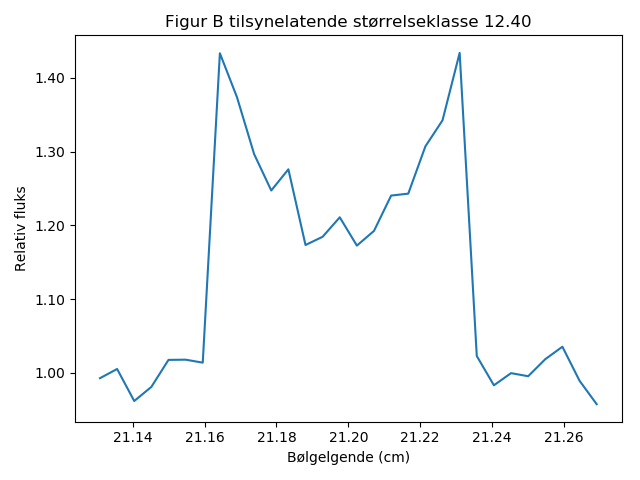 Figur B tilsynelatende størrelseklasse 12.40
1.40
1.30
1.20
1.10
1.00
Relativ fluks
21.14 21.16 21.18 21.20 21.22 21.24 21.26
Bølgelgende (cm)